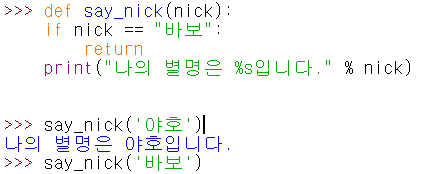 >>> def say_nick(nick):
    if nick == "바보":
        return
    print("나의 별명은 %s입니다." % nick)
>>> say_nick('야호')
나의 별명은 야호입니다.
>>> say_nick('바보')